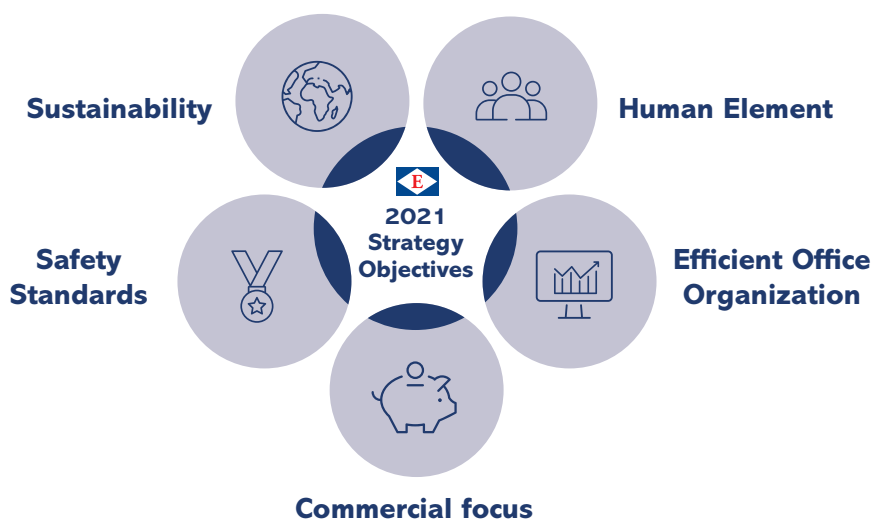 Sustainability
Human Element
E
2021
Strategy
Objectives
Safety
Standards
Efficient Office
Organization
Commercial focus